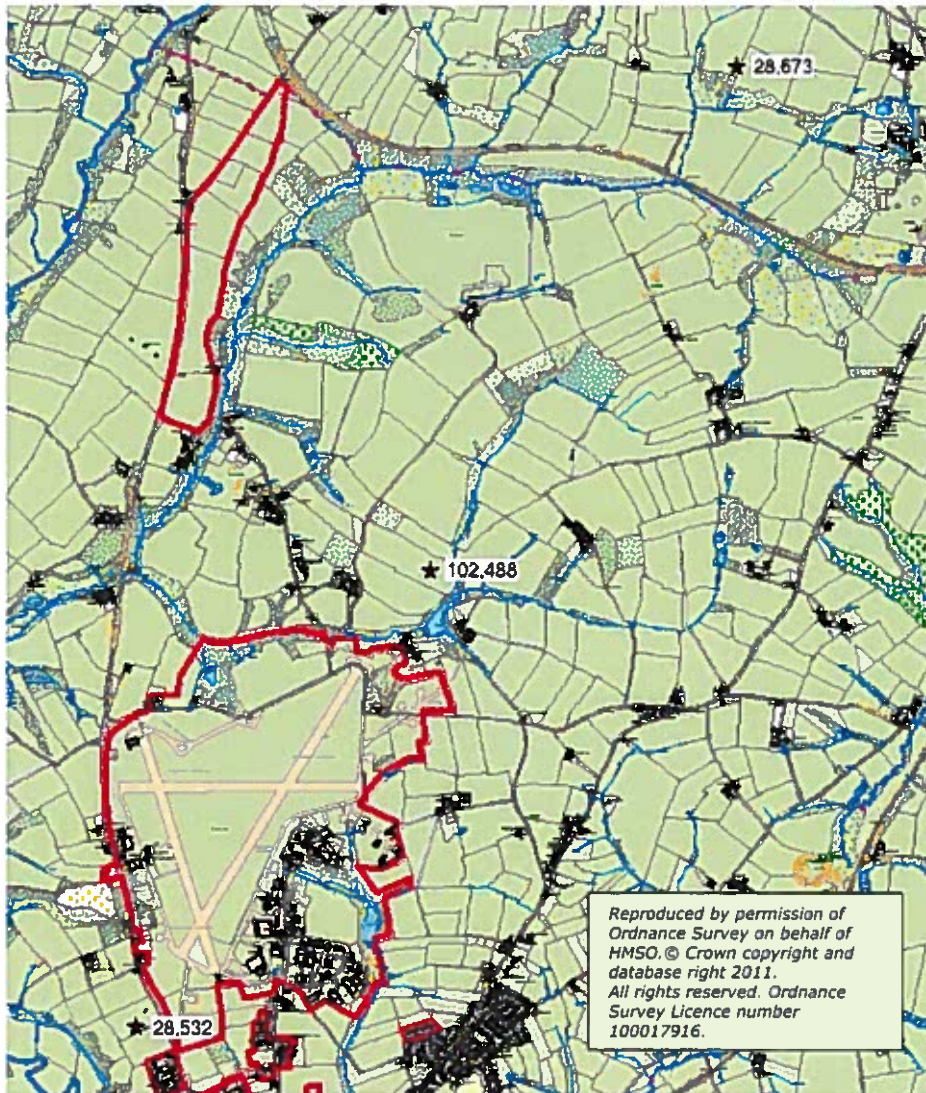 28,673
102,488
28,532
Reproduced by permission of
Ordnance Survey on behalf of
HMSO. © Crown copyright and
database right 2011.
All rights reserved. Ordnance
Survey Licence number
100017916.